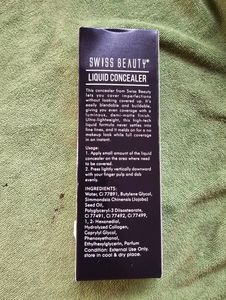 SWISS BEAUTY®
LIQUID CONCEALER
This concealer from Swiss Beauty
lets you cover imperfections
without looking covered up. It's
easily blendable and buildable,
giving you even coverage with a
luminous, demi-matte finish.
Ultra-lightweight, this high-tech
liquid formula never settles into
fine lines, and it melds on for a no
makeup look while full coverage
in an instant.
Usage:
1. Apply small amount of the liquid
concealer on the area where need
to be covered.
2. Press lightly vertically downward
with your finger pulp and dab
evenly.
INGREDIENTS:
Water, CI 77891, Butylene Glycol,
Simmondsia Chinensis (Jojoba)
Seed Oil,
Polyglyceryl-3 Diisostearate,
CI 77491, CI 77492, CI 77499,
1, 2- Hexanediol,
Hydrolyzed Collagen,
Caprylyl Glycol,
Phenoxyethanol,
Ethylhexylglycerin, Parfum
Condition: External Use Only.
store in cool & dry place.